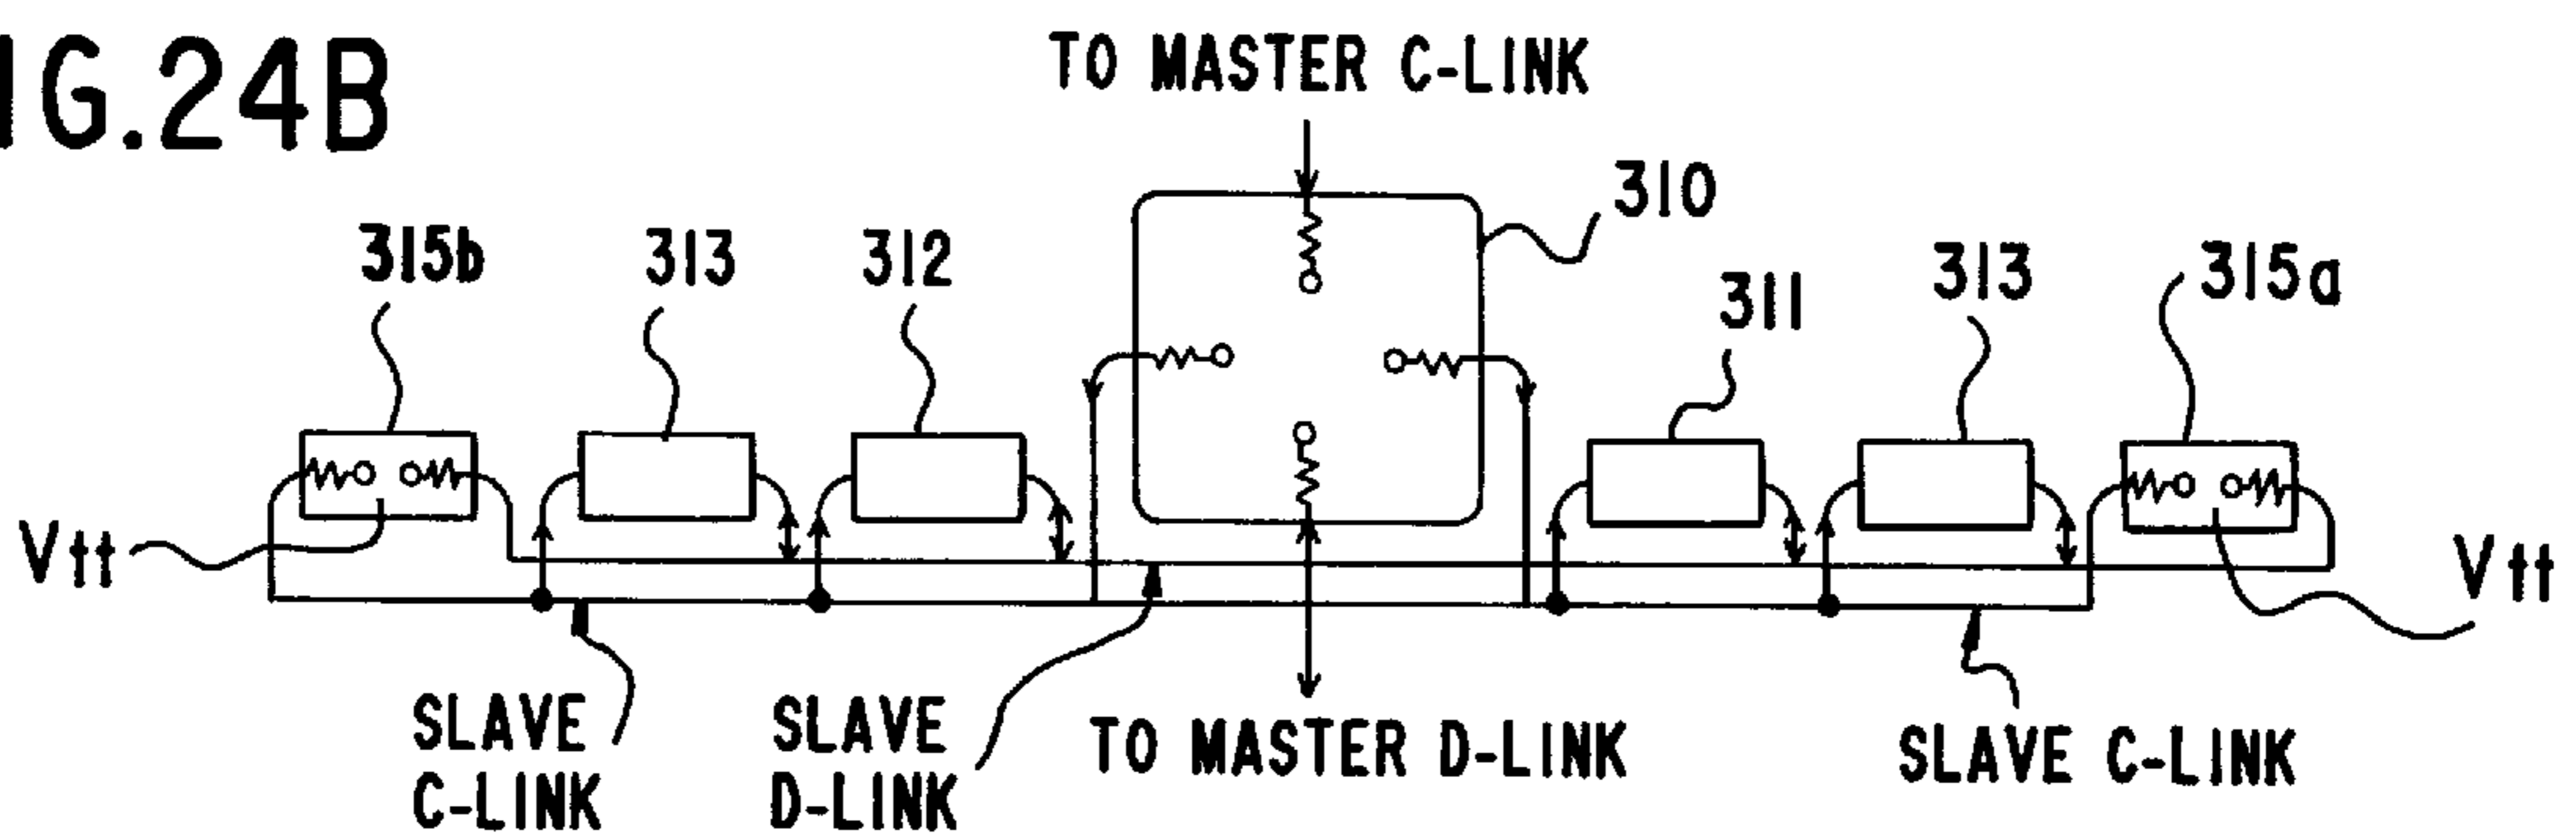 IG.24B
TO MASTER C-LINK
310
315b
313
312
311
313
315a
Vtt
Vtt
SLAVE
C-LINK
SLAVE
D-LINK
TO MASTER D-LINK
SLAVE C-LINK